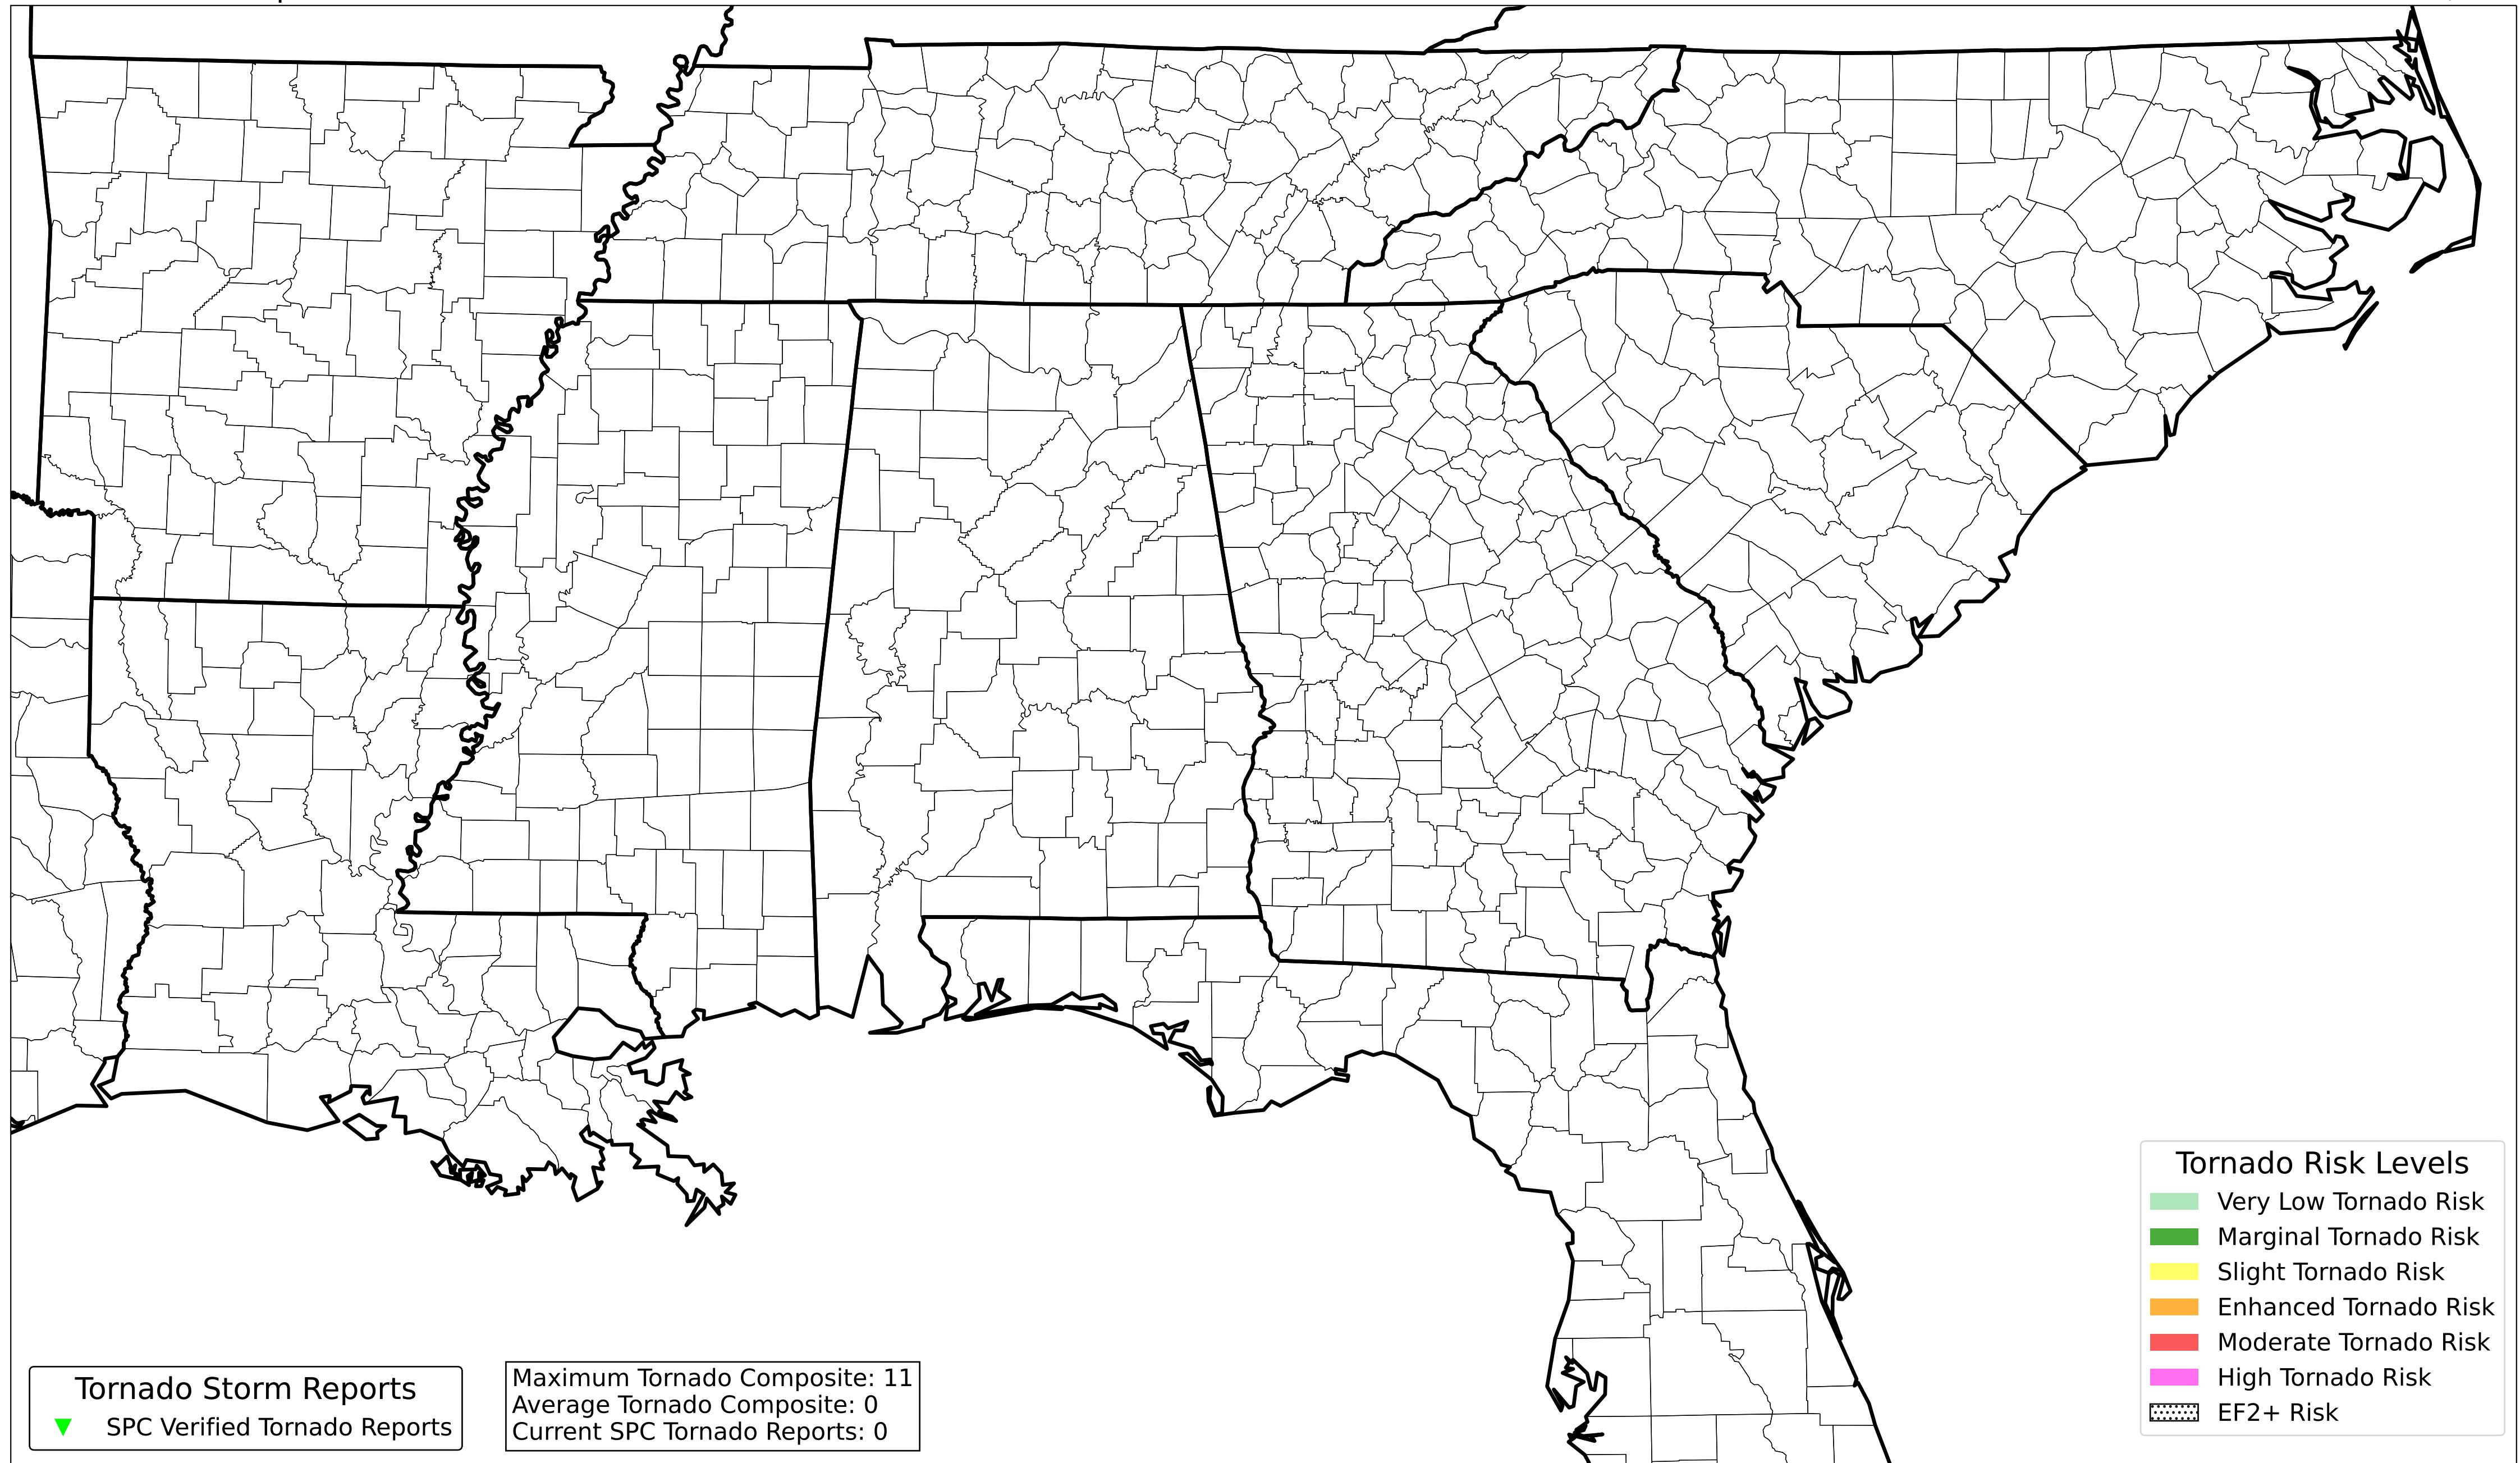 Tornado Storm Reports
SPC Verified Tornado Reports
Maximum Tornado Composite: 11
Average Tornado Composite: 0
Current SPC Tornado Reports: 0
Tornado Risk Levels
Very Low Tornado Risk
Marginal Tornado Risk
Slight Tornado Risk
Enhanced Tornado Risk
Moderate Tornado Risk
High Tornado Risk
EF2+ Risk